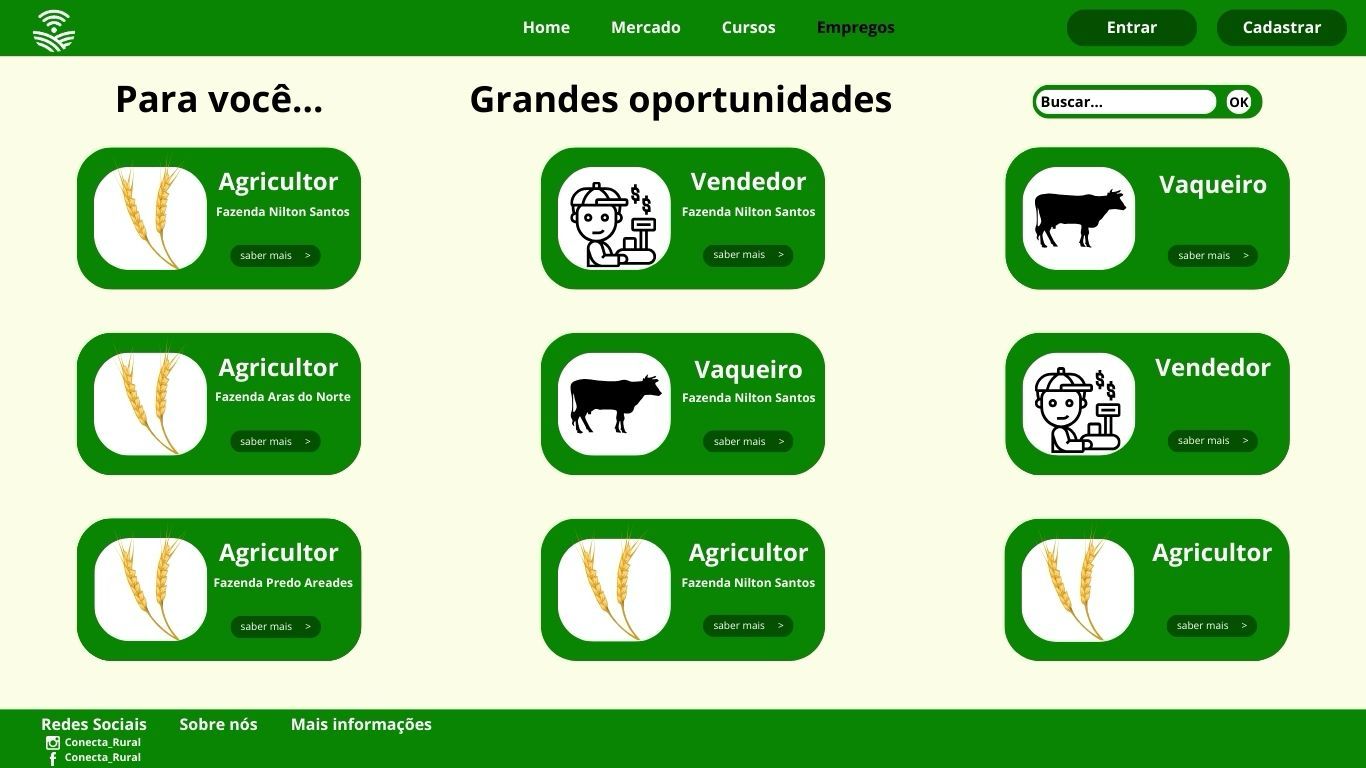 Home Mercado Cursos Empregos Entrar Cadastrar
Para você...
Grandes oportunidades
Buscar... OK
Agricultor
Fazenda Nilton Santos
saber mais >
Vendedor
Fazenda Nilton Santos
$
$
saber mais >
Vaqueiro
saber mais >
Agricultor
Fazenda Aras do Norte
saber mais >
Vaqueiro
Fazenda Nilton Santos
saber mais >
Vendedor
$
$
saber mais >
Agricultor
Fazenda Predo Areades
saber mais >
Agricultor
Fazenda Nilton Santos
saber mais >
Agricultor
saber mais >
Redes Sociais Sobre nós Mais informações
Conecta_Rural
Conecta_Rural